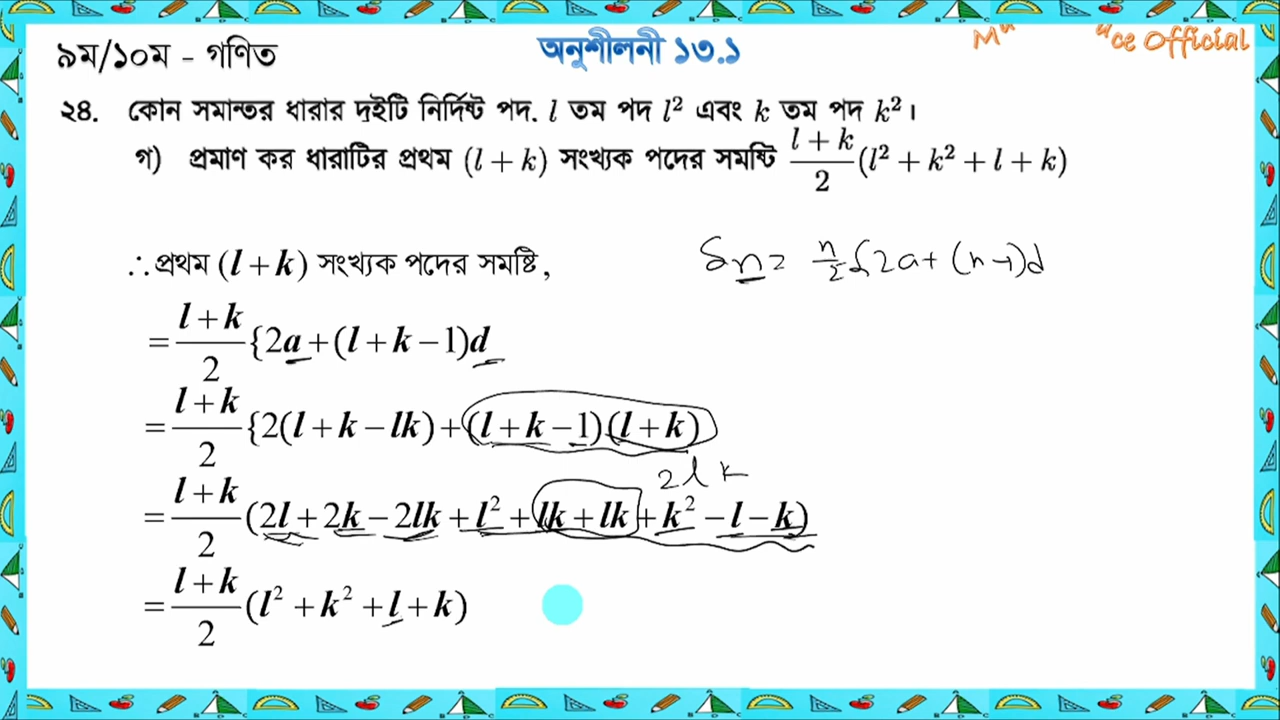 ৯ম/১০ম - গণিত
অনুশীলনী ১৩.১
ce Official
২৪. কোন সমান্তর ধারার দুইটি নির্দিষ্ট পদ. l তম পদ l² এবং k তম পদ k²।
গ) প্রমাণ কর ধারাটির প্রথম (l + k) সংখ্যক পদের সমষ্টি (l + k)/2 (l² + k² + l + k)
∴ প্রথম (l + k) সংখ্যক পদের সমষ্টি,
Sn = n/2 {2a + (n-1)d
= (l + k)/2 {2a + (l + k − 1)d
= (l + k)/2 {2(l + k − lk) + (l + k − 1)(l + k)
2lk
= (l + k)/2 (2l + 2k − 2lk + l² + lk + lk + k² − l − k)
= (l + k)/2 (l² + k² + l + k)